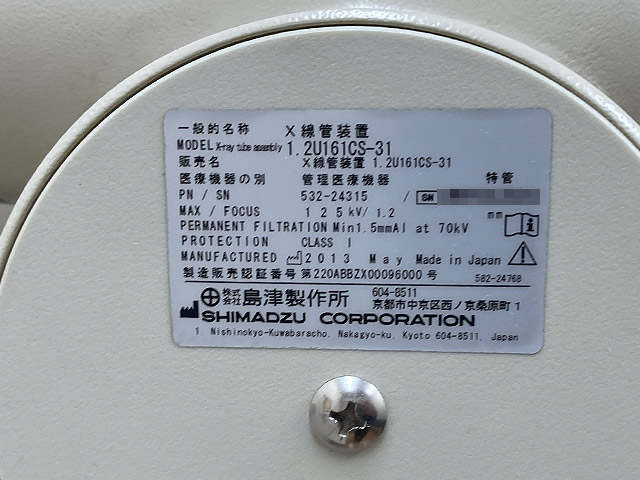 一般的名称 X線管装置
MODEL X-ray tube assembly 1.2U161CS-31
販売名 X線管装置 1.2U161CS-31
医療機器の別 管理医療機器 特管
PN / SN 532-24315 / SN
MAX / FOCUS 125kV/1.2 mm
PERMANENT FILTRATION Min1.5mmAl at 70kV
PROTECTION CLASS I
MANUFACTURED 2013 May Made in Japan
製造販売認証番号 第220ABBZX00096000号 582-24768
株式会社 島津製作所 604-8511
京都市中京区西ノ京桑原町1
SHIMADZU CORPORATION
1, Nishinokyo-Kuwabaracho, Nakagyo-ku, Kyoto 604-8511, Japan